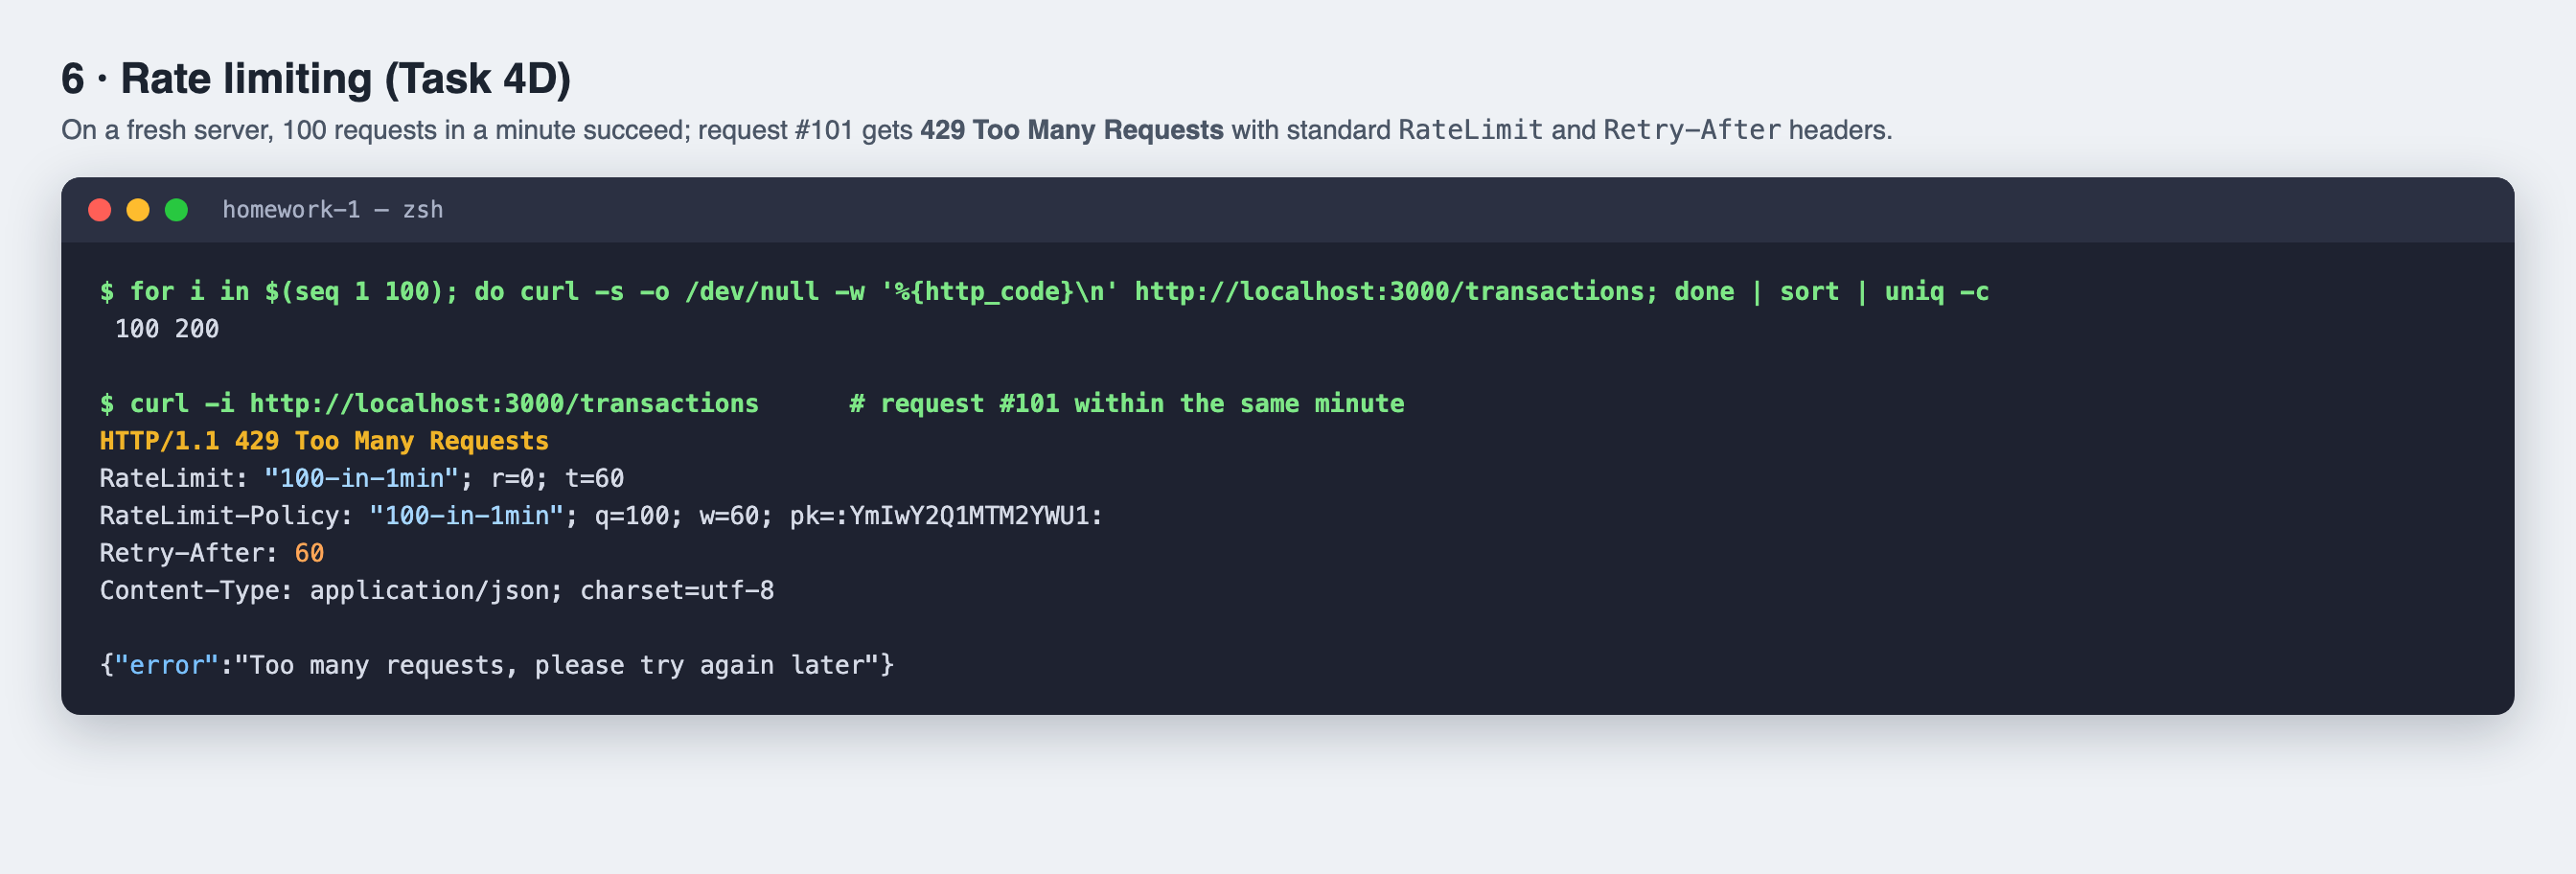 6 · Rate limiting (Task 4D)
On a fresh server, 100 requests in a minute succeed; request #101 gets 429 Too Many Requests with standard RateLimit and Retry-After headers.
homework-1 — zsh
$ for i in $(seq 1 100); do curl -s -o /dev/null -w '%{http_code}\n' http://localhost:3000/transactions; done | sort | uniq -c
100 200
$ curl -i http://localhost:3000/transactions      # request #101 within the same minute
HTTP/1.1 429 Too Many Requests
RateLimit: "100-in-1min"; r=0; t=60
RateLimit-Policy: "100-in-1min"; q=100; w=60; pk=:YmIwY2Q1MTM2YWU1:
Retry-After: 60
Content-Type: application/json; charset=utf-8
{"error":"Too many requests, please try again later"}